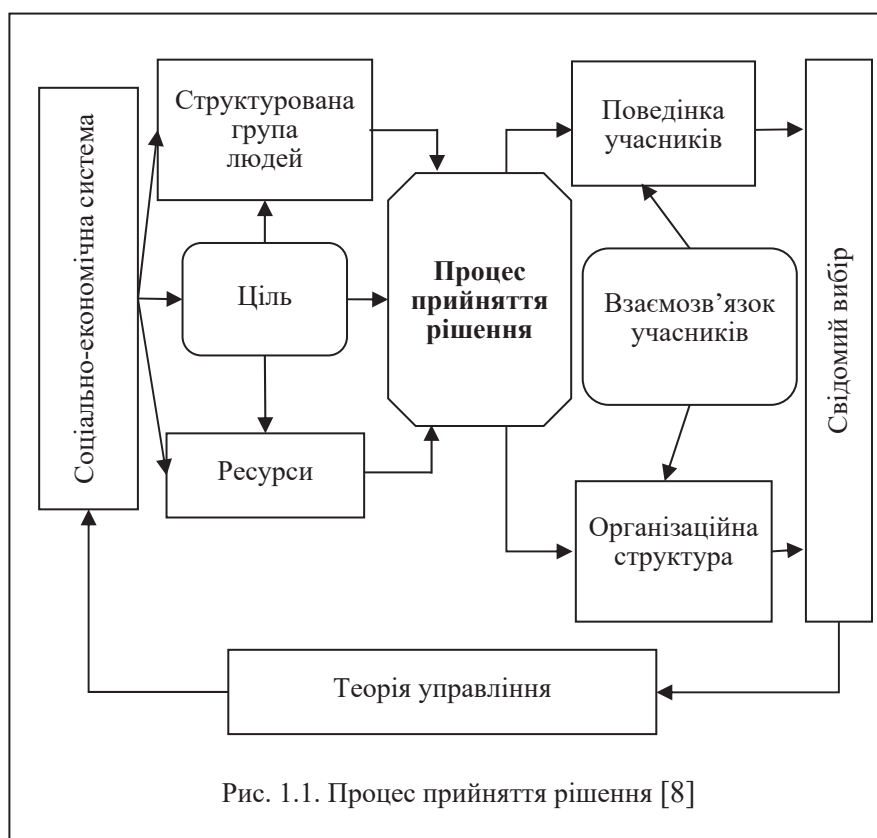 Соціально-економічна система
Структурована
група
людей
Ціль
Ресурси
Процес
прийняття
рішення
Поведінка
учасників
Взаємозв’язок
учасників
Організаційна
структура
Свідомий вибір
Теорія управління
Рис. 1.1. Процес прийняття рішення [8]